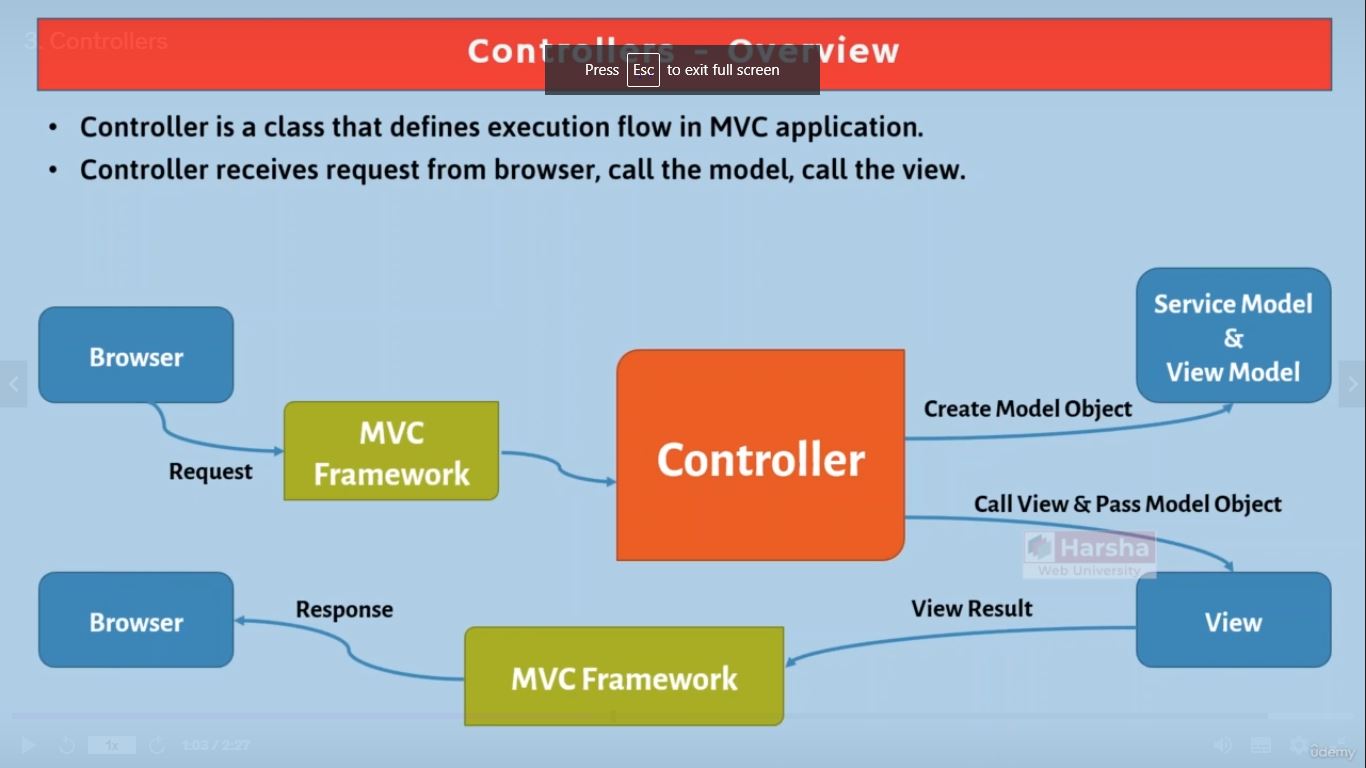 3. Controllers
Controllers - Overview
Press Esc to exit full screen
• Controller is a class that defines execution flow in MVC application.
• Controller receives request from browser, call the model, call the view.
Service Model
&
View Model
Browser
MVC
Framework
Request
Controller
Create Model Object
Call View & Pass Model Object
Harsha
Web University
Browser
Response
MVC Framework
View Result
View
1x
1:03 / 2:27
ûdemy